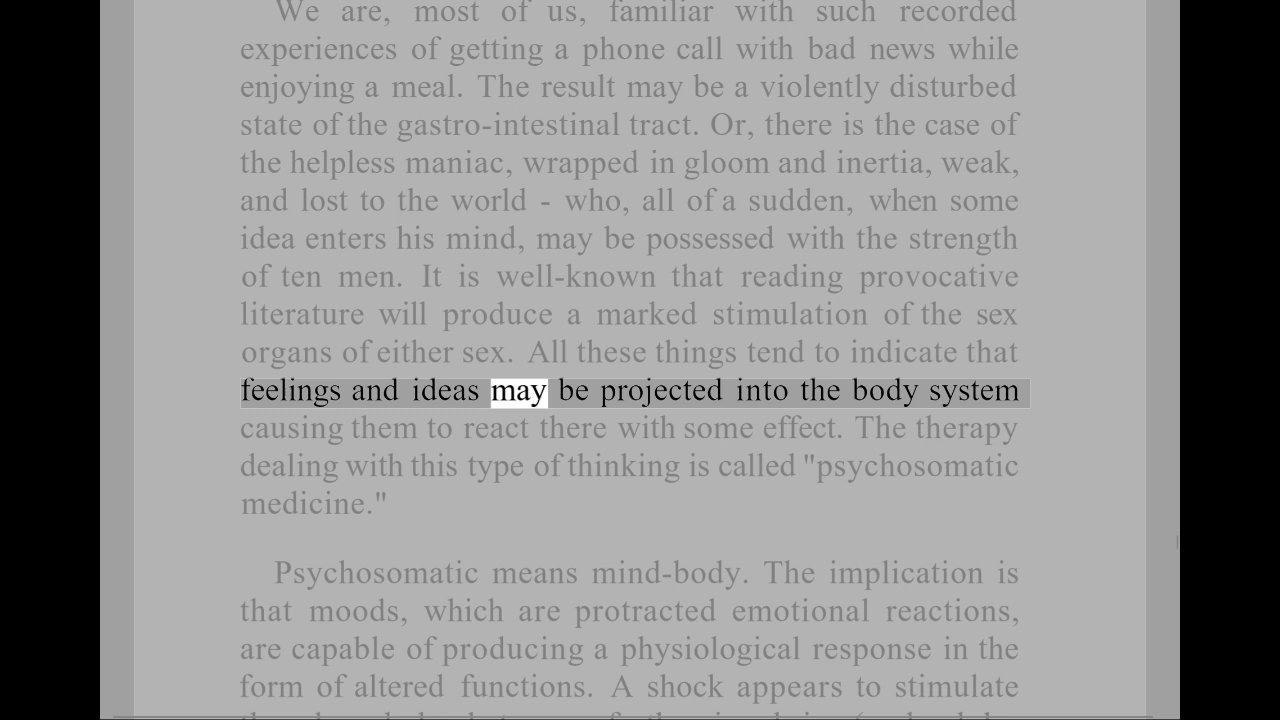 We are, most of us, familiar with such recorded
experiences of getting a phone call with bad news while
enjoying a meal. The result may be a violently disturbed
state of the gastro-intestinal tract. Or, there is the case of
the helpless maniac, wrapped in gloom and inertia, weak,
and lost to the world - who, all of a sudden, when some
idea enters his mind, may be possessed with the strength
of ten men. It is well-known that reading provocative
literature will produce a marked stimulation of the sex
organs of either sex. All these things tend to indicate that
feelings and ideas may be projected into the body system
causing them to react there with some effect. The therapy
dealing with this type of thinking is called "psychosomatic
medicine."
Psychosomatic means mind-body. The implication is
that moods, which are protracted emotional reactions,
are capable of producing a physiological response in the
form of altered functions. A shock appears to stimulate